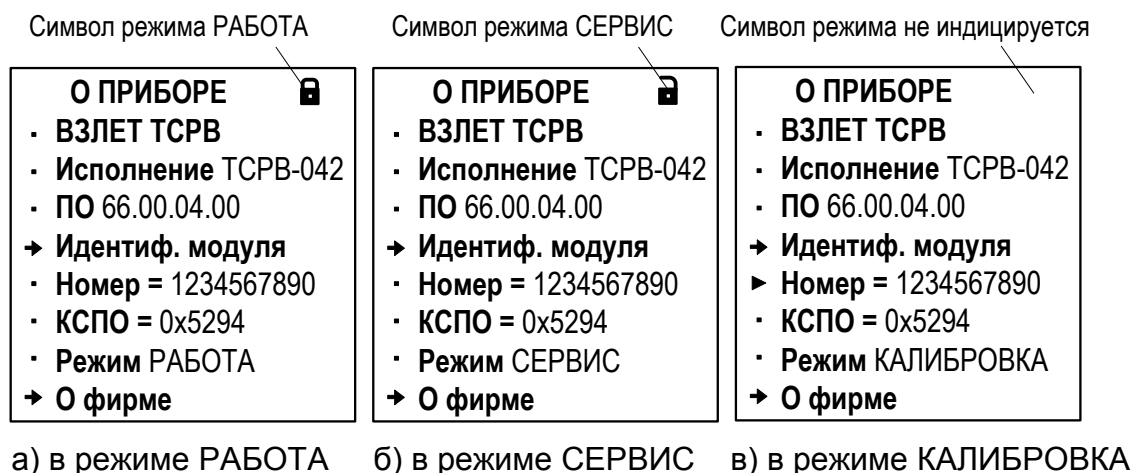 Символ режима РАБОТА
О ПРИБОРЕ
ВЗЛЕТ ТСРВ
Исполнение ТСРВ-042
ПО 66.00.04.00
Идентиф. модуля
Номер = 1234567890
КСПО = 0x5294
Режим РАБОТА
О фирме
а) в режиме РАБОТА
Символ режима СЕРВИС
О ПРИБОРЕ
ВЗЛЕТ ТСРВ
Исполнение ТСРВ-042
ПО 66.00.04.00
Идентиф. модуля
Номер = 1234567890
КСПО = 0x5294
Режим СЕРВИС
О фирме
б) в режиме СЕРВИС
Символ режима не индицируется
О ПРИБОРЕ
ВЗЛЕТ ТСРВ
Исполнение ТСРВ-042
ПО 66.00.04.00
Идентиф. модуля
Номер = 1234567890
КСПО = 0x5294
Режим КАЛИБРОВКА
О фирме
в) в режиме КАЛИБРОВКА